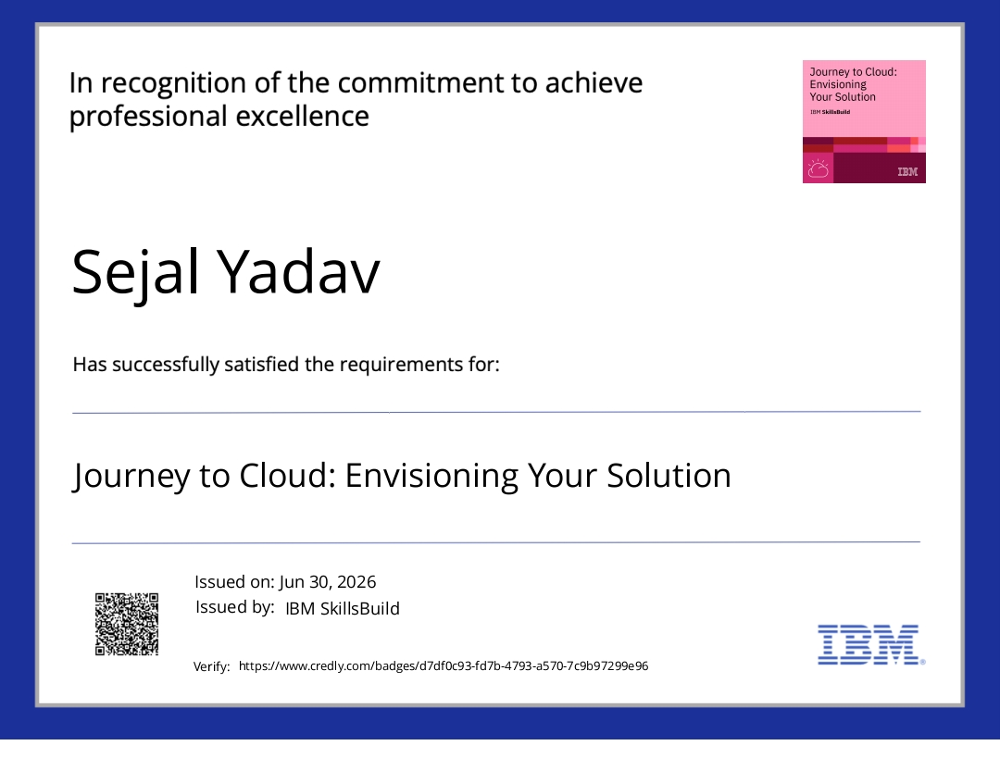 In recognition of the commitment to achieve
professional excellence
Journey to Cloud:
Envisioning
Your Solution
IBM SkillsBuild
IBM
Sejal Yadav
Has successfully satisfied the requirements for:
Journey to Cloud: Envisioning Your Solution
Issued on: Jun 30, 2026
Issued by: IBM SkillsBuild
Verify: https://www.credly.com/badges/d7df0c93-fd7b-4793-a570-7c9b97299e96
IBM®